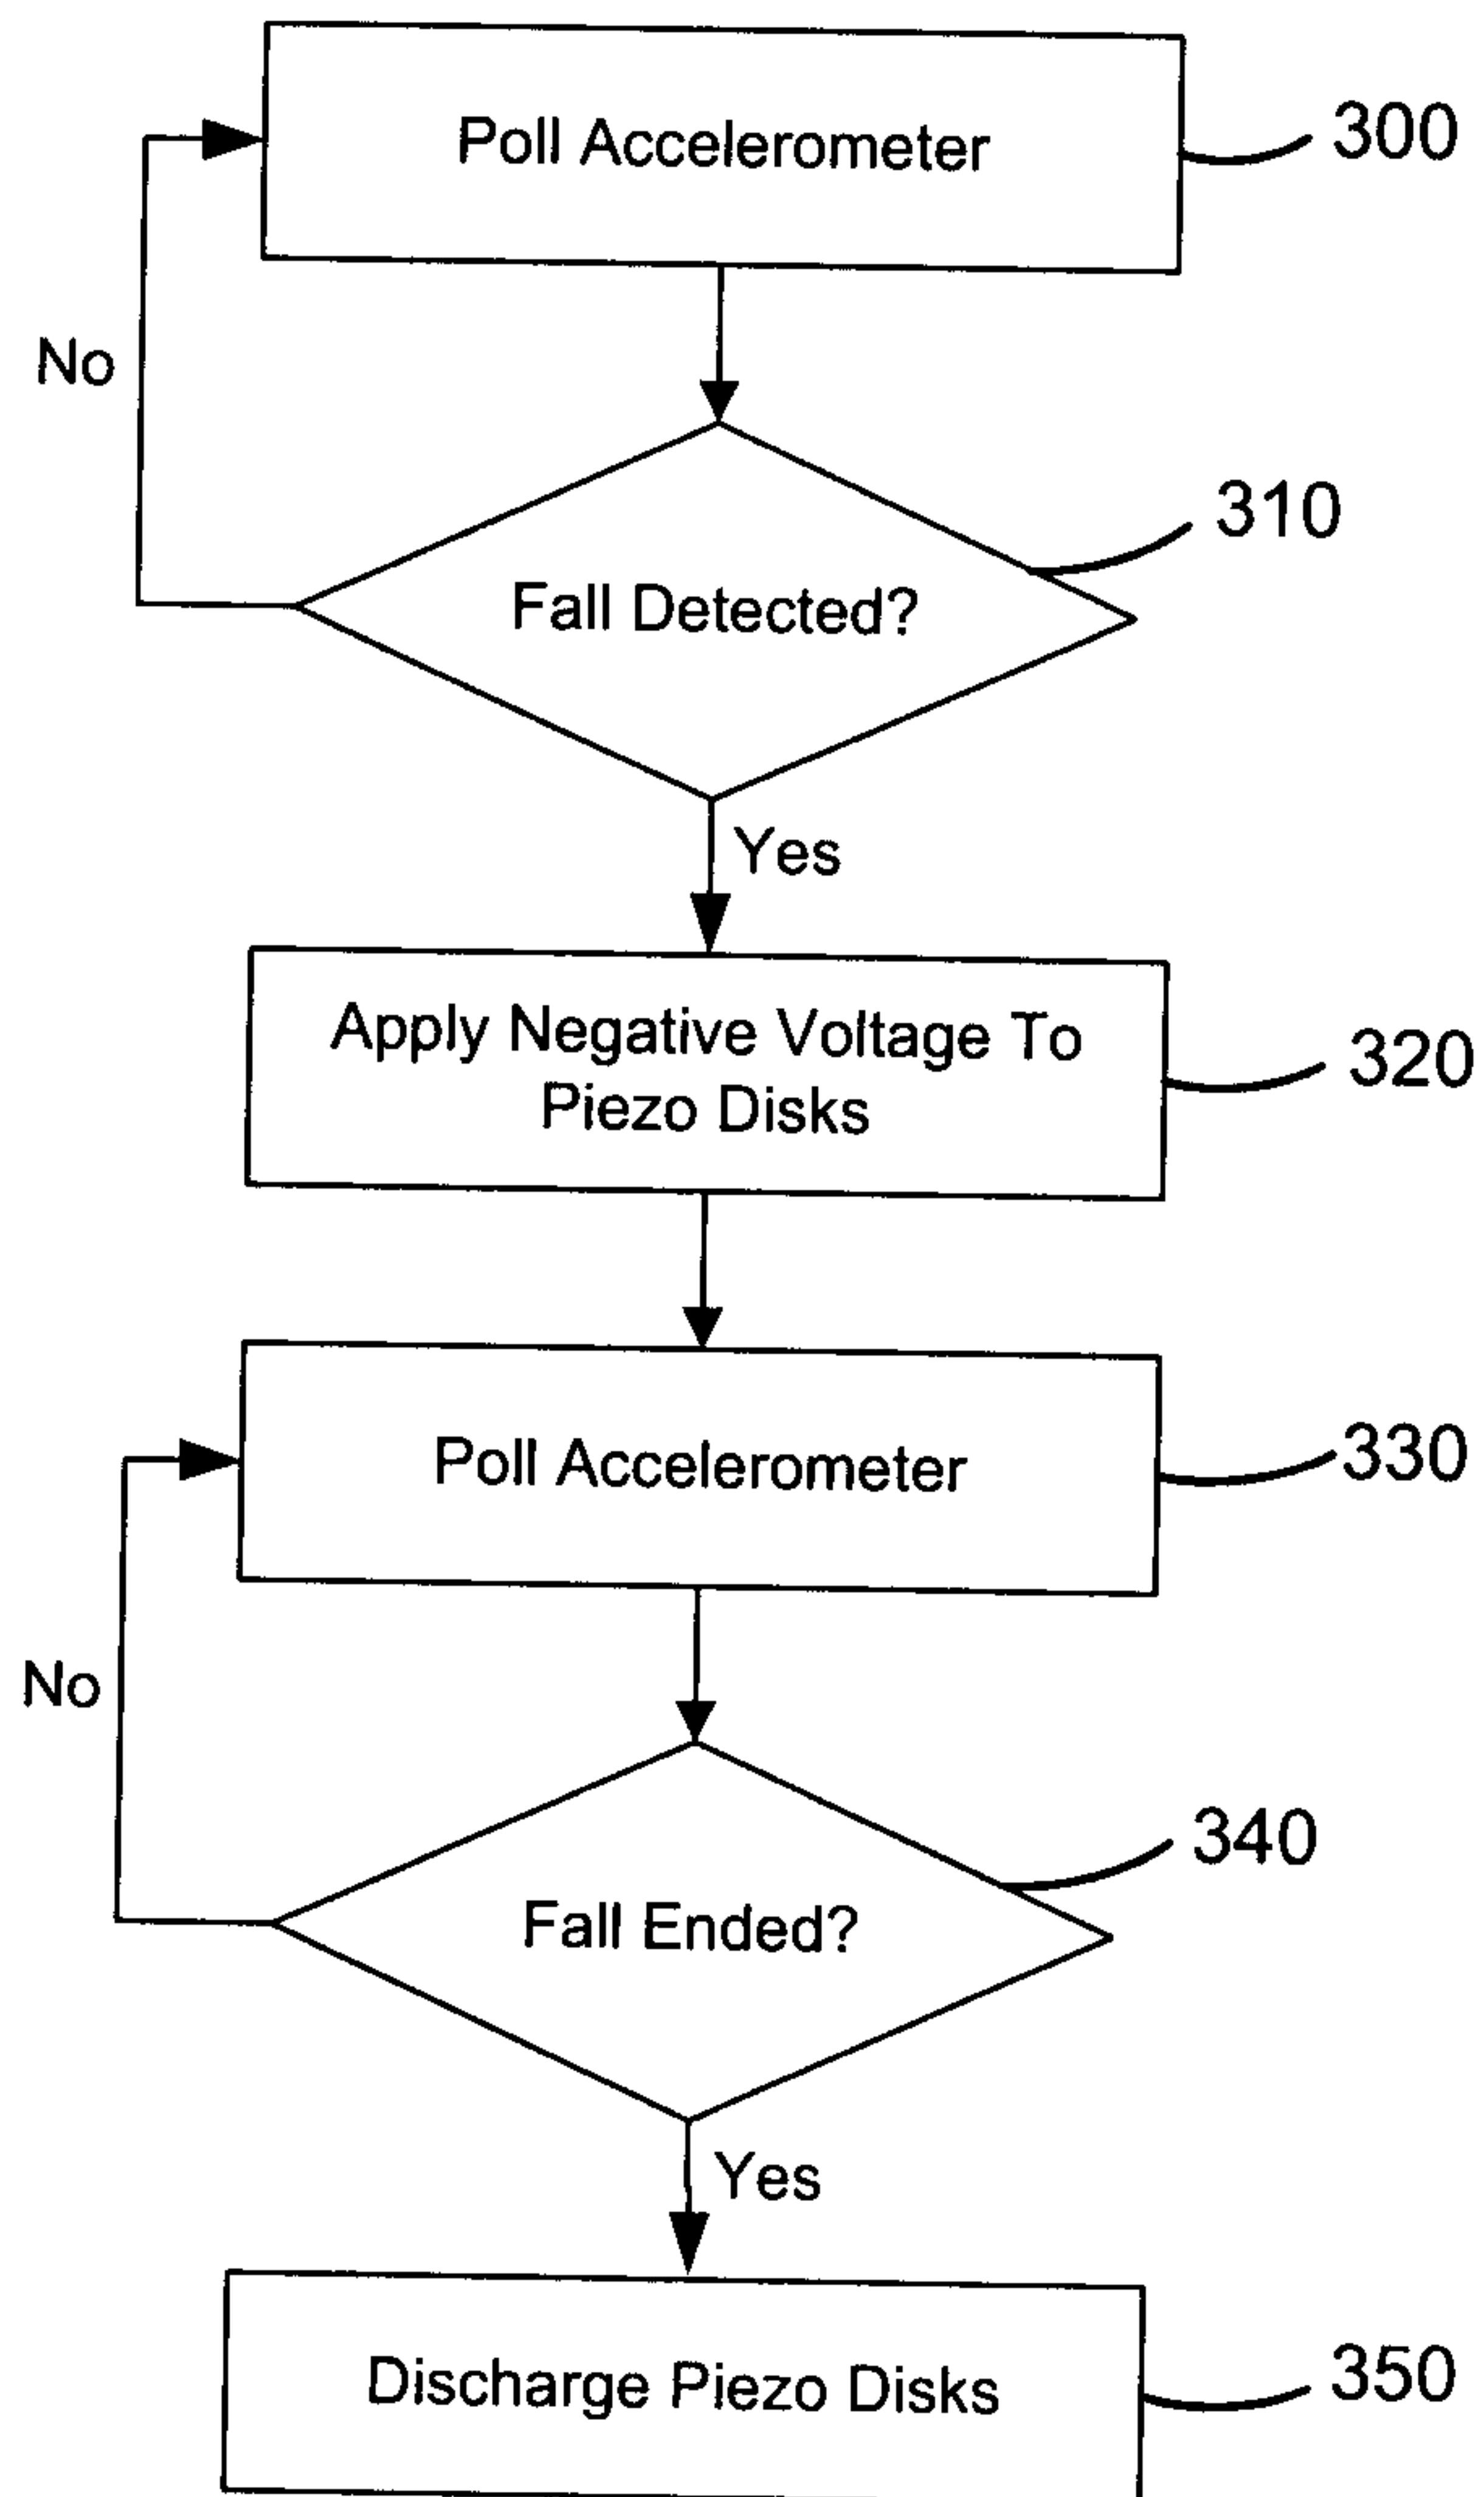 Poll Accelerometer
300
No
310
Fall Detected?
Yes
Apply Negative Voltage To
Piezo Disks
320
Poll Accelerometer
330
No
340
Fall Ended?
Yes
Discharge Piezo Disks
350